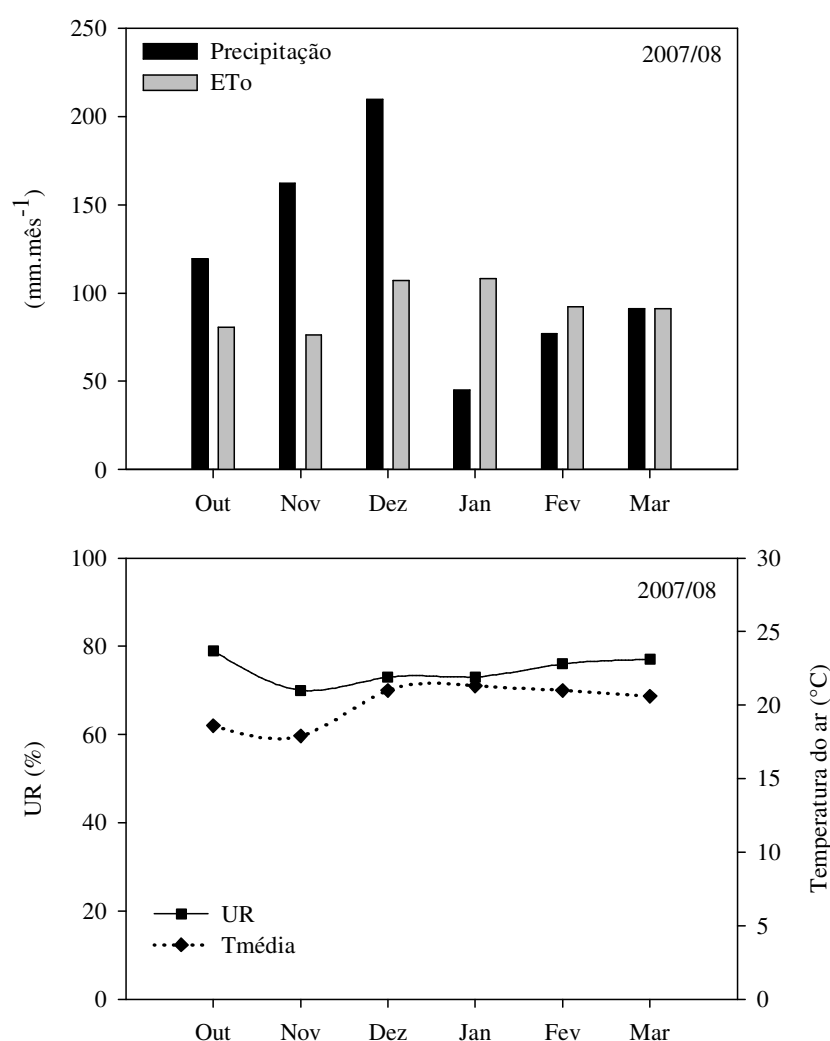 250
200
150
100
50
0
(mm.mês-1)
Precipitação
ETo
2007/08
Out Nov Dez Jan Fev Mar
100
80
60
40
20
0
UR (%)
2007/08
UR
Tmédia
30
25
20
15
10
5
0
Temperatura do ar (°C)
Out Nov Dez Jan Fev Mar